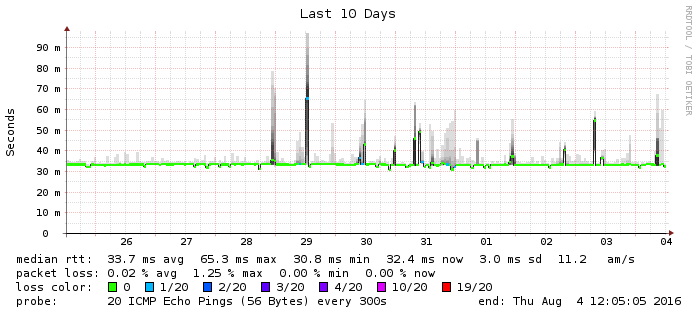 Last 10 Days
RRDTOOL / TOBI OETIKER
Seconds
90 m
80 m
70 m
60 m
50 m
40 m
30 m
20 m
10 m
0
26 27 28 29 30 31 01 02 03 04
median rtt: 33.7 ms avg 65.3 ms max 30.8 ms min 32.4 ms now 3.0 ms sd 11.2 am/s
packet loss: 0.02 % avg 1.25 % max 0.00 % min 0.00 % now
loss color: 0 1/20 2/20 3/20 4/20 10/20 19/20
probe: 20 ICMP Echo Pings (56 Bytes) every 300s end: Thu Aug 4 12:05:05 2016